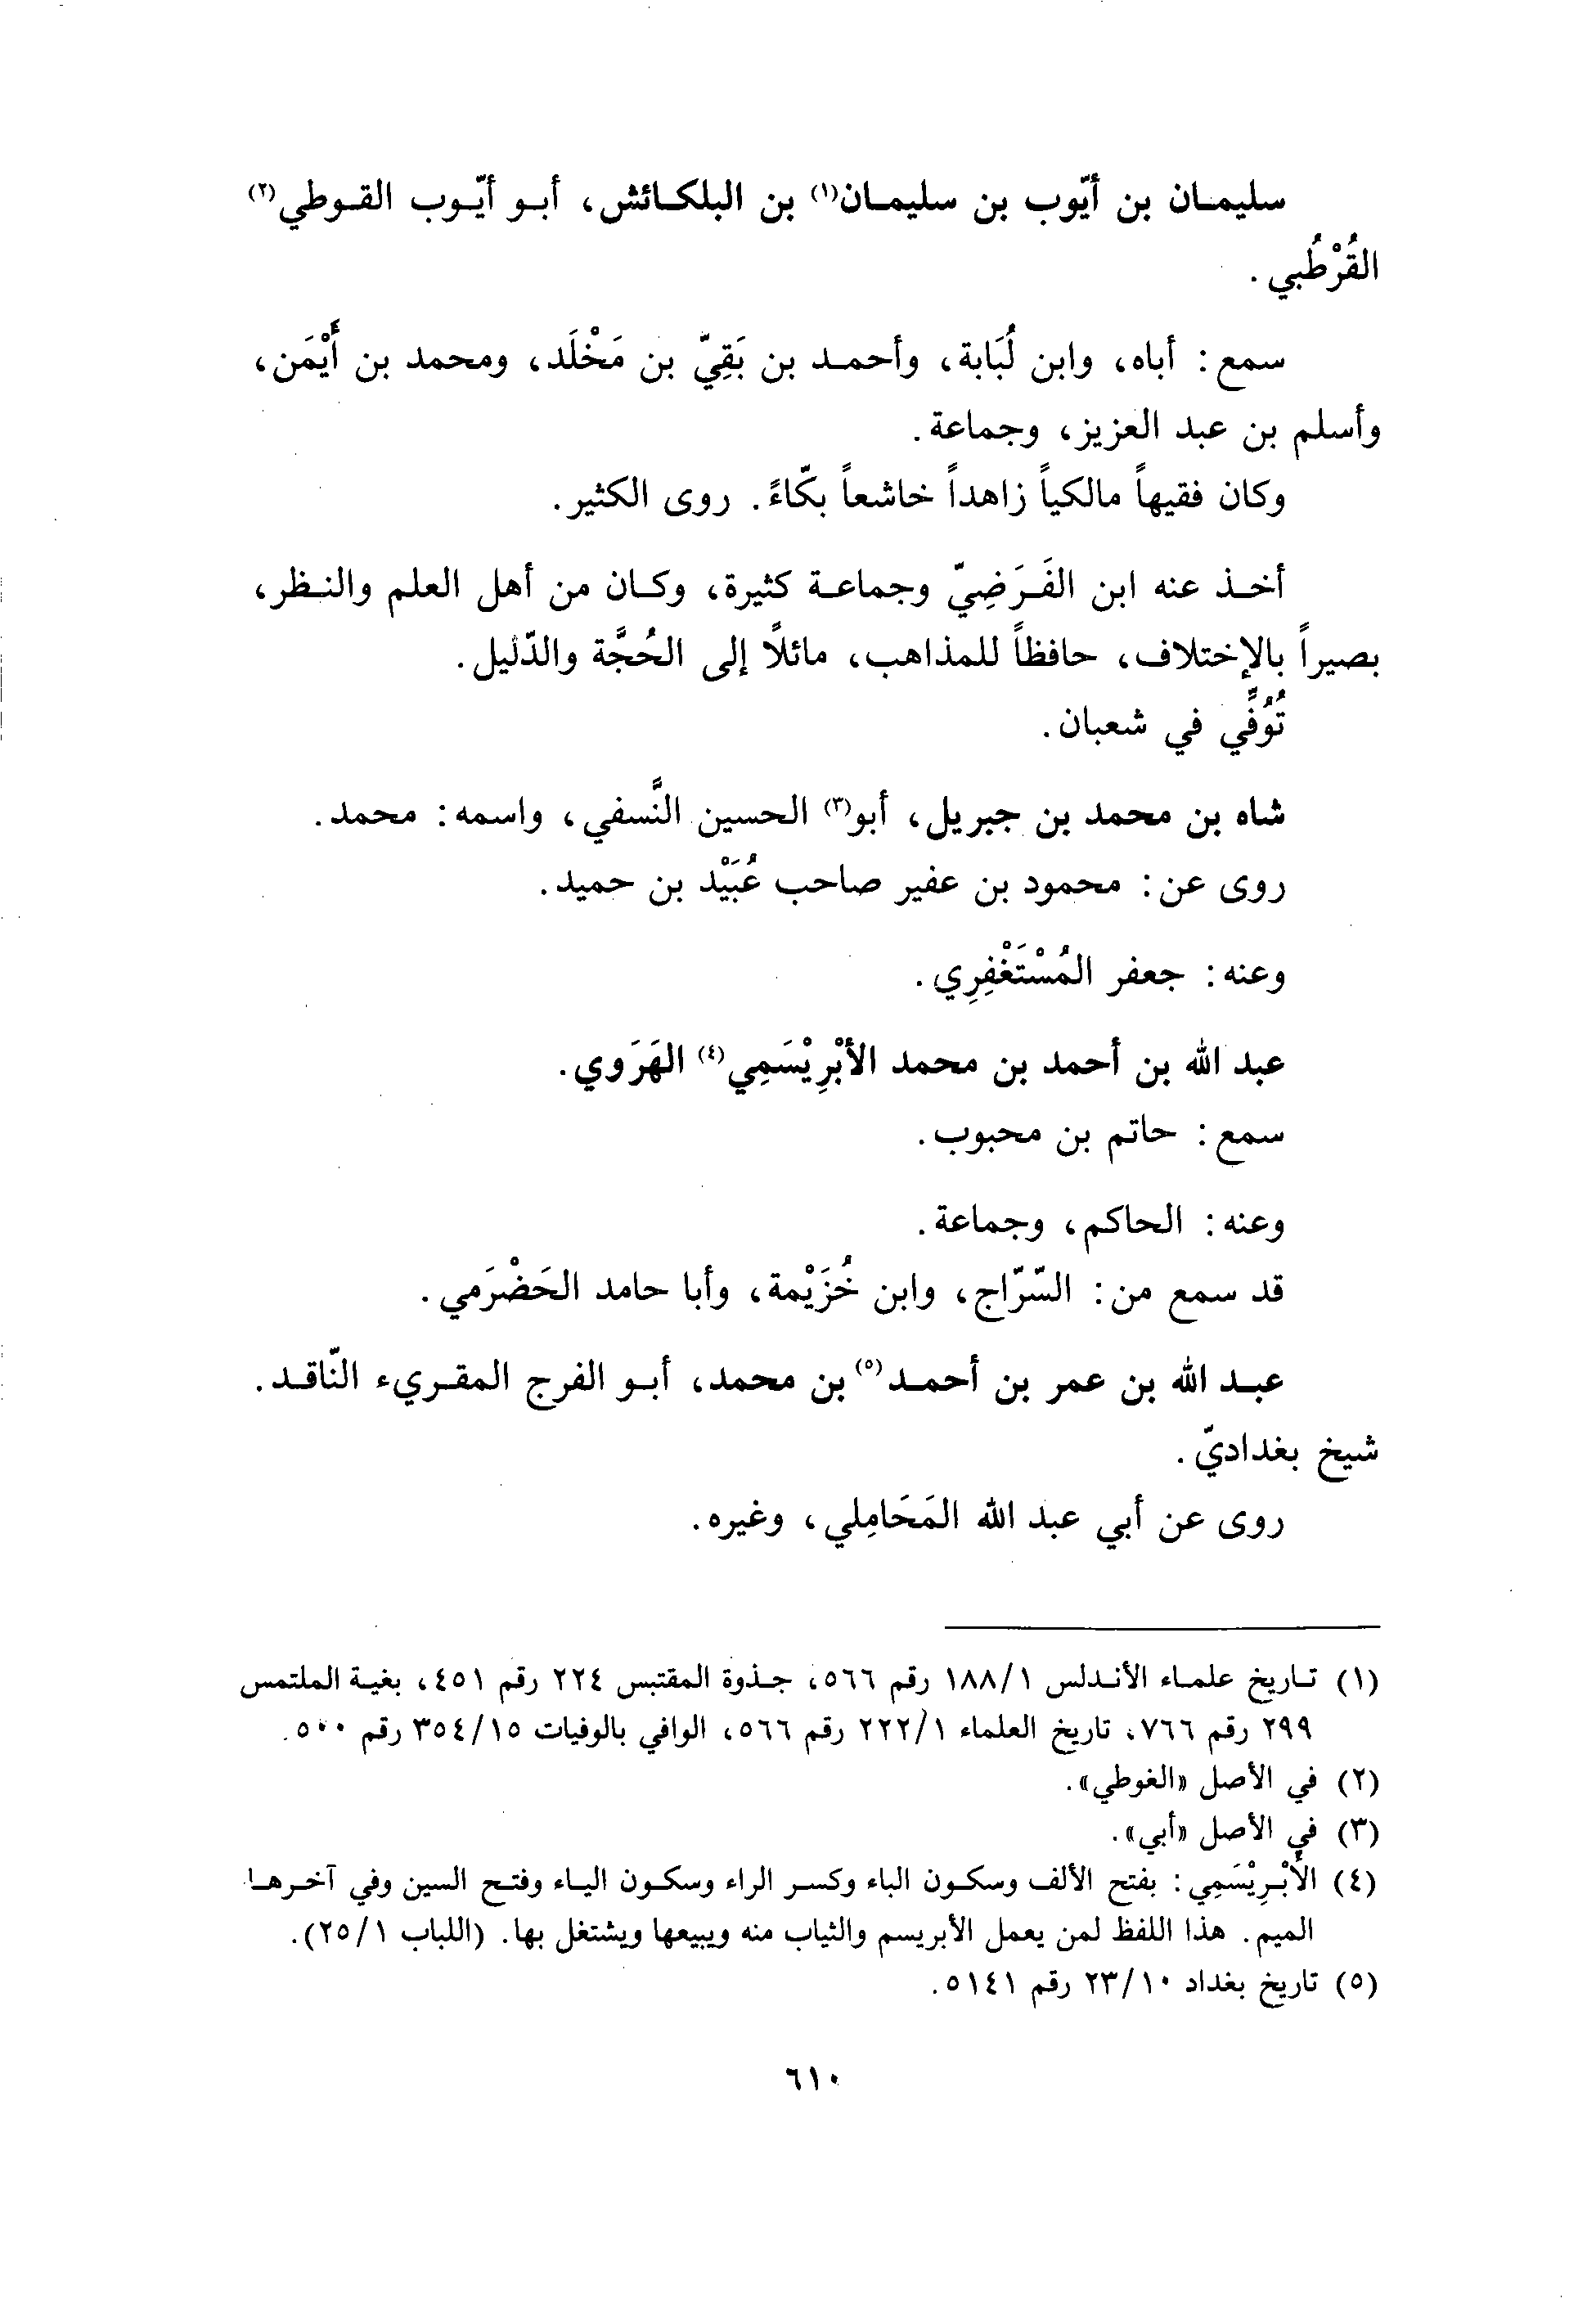 سليمان بن أيّوب بن سليمان(١) بن البلكائش، أبو أيّوب القوطي(٢)
القُرْطُبي.
سمع: أباه، وابن لُبَابة، وأحمد بن بَقِيّ بن مَخْلَد، ومحمد بن أَيْمَن،
وأسلم بن عبد العزيز، وجماعة.
وكان فقيهاً مالكياً زاهداً خاشعاً بكّاءً. روى الكثير.
أخذ عنه ابن الفَرَضِيّ وجماعة كثيرة، وكان من أهل العلم والنظر،
بصيراً بالإختلاف، حافظاً للمذاهب، مائلاً إلى الحُجَّة والدّليل.
تُوُفِّي في شعبان.
شاه بن محمد بن جبريل، أبو(٣) الحسين النَّسفي، واسمه: محمد.
روى عن: محمود بن عفير صاحب عُبَيْد بن حميد.
وعنه: جعفر المُسْتَغْفِرِي.
عبد الله بن أحمد بن محمد الأبْرِيْسَمِي(٤) الهَرَوي.
سمع: حاتم بن محبوب.
وعنه: الحاكم، وجماعة.
قد سمع من: السّرّاج، وابن خُزَيْمة، وأبا حامد الحَضْرَمي.
عبد الله بن عمر بن أحمد(٥) بن محمد، أبو الفرج المقريء النّاقد.
شيخ بغداديّ.
روى عن أبي عبد الله المَحَامِلي، وغيره.
(١) تاريخ علماء الأندلس ١٨٨/١ رقم ٥٦٦، جذوة المقتبس ٢٢٤ رقم ٤٥١، بغية الملتمس
٢٩٩ رقم ٧٦٦، تاريخ العلماء ٢٢٢/١ رقم ٥٦٦، الوافي بالوفيات ٣٥٤/١٥ رقم ٥٠٠.
(٢) في الأصل «الغوطي».
(٣) في الأصل «أبي».
(٤) الأَبْرِيْسَمِي: بفتح الألف وسكون الباء وكسر الراء وسكون الياء وفتح السين وفي آخرها
الميم. هذا اللفظ لمن يعمل الأبريسم والثياب منه ويبيعها ويشتغل بها. (اللباب ٢٥/١).
(٥) تاريخ بغداد ٢٣/١٠ رقم ٥١٤١.
٦١٠